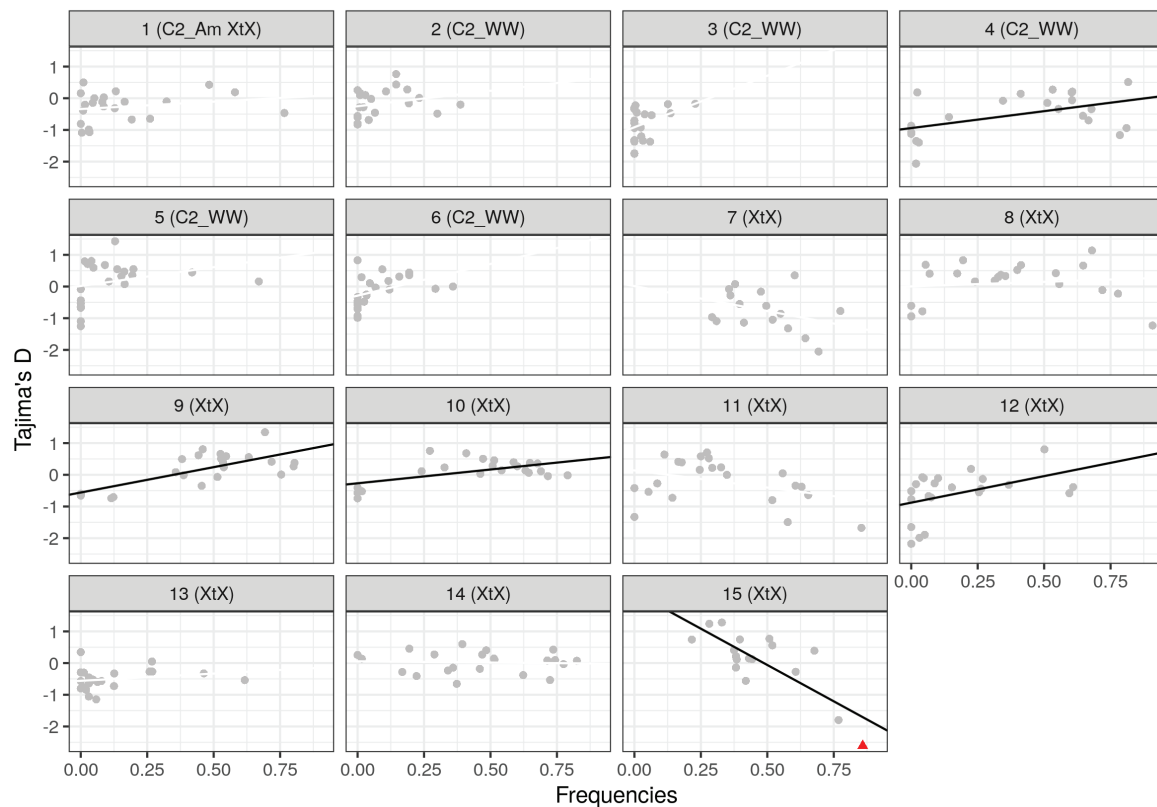 1 (C2_Am XtX) 2 (C2_WW) 3 (C2_WW) 4 (C2_WW)
1
0
-1
-2
5 (C2_WW) 6 (C2_WW) 7 (XtX) 8 (XtX)
1
0
-1
-2
Tajima's D
9 (XtX) 10 (XtX) 11 (XtX) 12 (XtX)
1
0
-1
-2
0.00 0.25 0.50 0.75
13 (XtX) 14 (XtX) 15 (XtX)
1
0
-1
-2
0.00 0.25 0.50 0.75 0.00 0.25 0.50 0.75 0.00 0.25 0.50 0.75
Frequencies